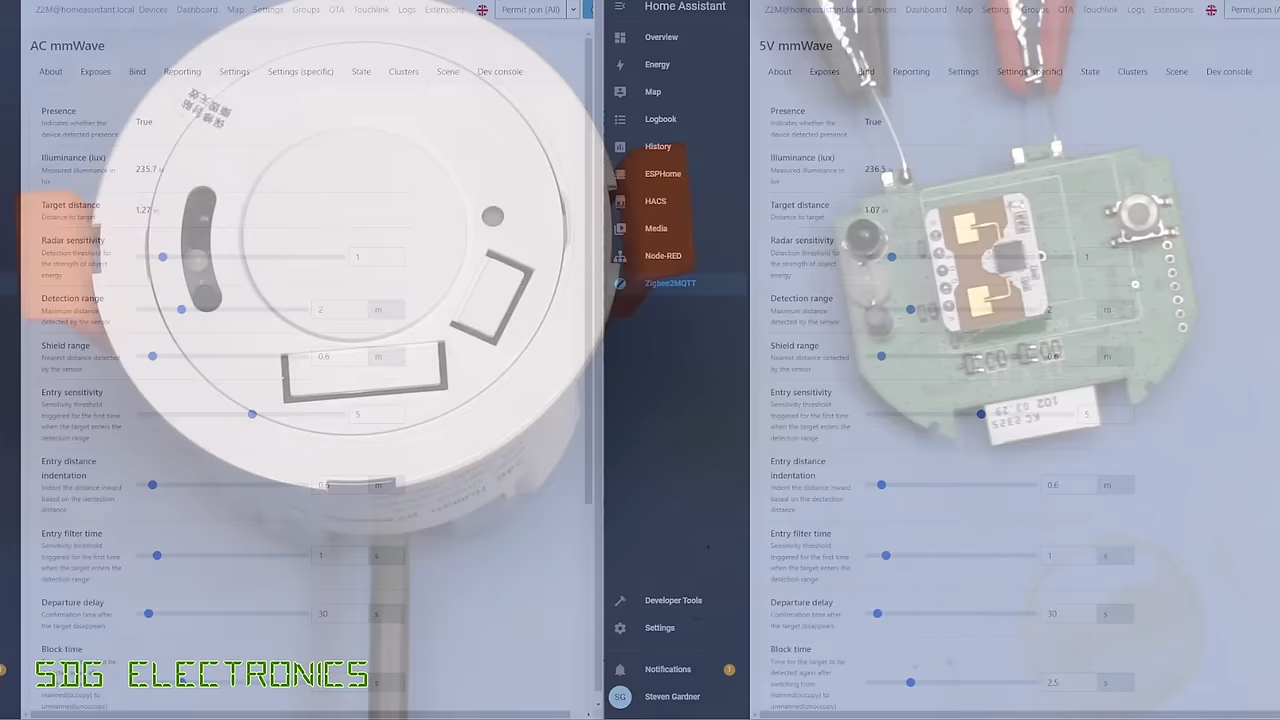 Z2M@homeassistant.local Devices Dashboard Map Settings Groups OTA Touchlink Logs Extensions Permit join (All)
AC mmWave
About Exposes Bind Reporting Settings Settings (specific) State Clusters Scene Dev console
Presence
Indicates whether the
device detected presence
True
Illuminance (lux)
Measured illuminance in
lux
235.7
Target distance
Distance to target
1.27 m
Radar sensitivity
Detection threshold for
the strength of object
energy
1
Detection range
Maximum distance
detected by the sensor
2 m
Shield range
Nearest distance detected
by the sensor
0.6 m
Entry sensitivity
Sensitivity threshold
triggered for the first time
when the target enters the
detection range
5
Entry distance
indentation
Indent the distance inward
based on the dectection
distance
0.6 m
Entry filter time
Sensitivity threshold
triggered for the first time
when the target enters the
detection range
1 s
Departure delay
Confirmation time after
the target disappears
30 s
Block time
manned(occupy) to
unmanned(unoccupy)
SDG ELECTRONICS
Home Assistant
Overview
Energy
Map
Logbook
History
ESPHome
HACS
Media
Node-RED
Zigbee2MQTT
Developer Tools
Settings
Notifications 1
SG Steven Gardner
Z2M@homeassistant.local Devices Dashboard Map Settings Groups OTA Touchlink Logs Extensions Permit join
5V mmWave
About Exposes Bind Reporting Settings Settings (specific) State Clusters Scene Dev console
Presence
Indicates whether the
device detected presence
True
Illuminance (lux)
Measured illuminance in
lux
236.5
Target distance
Distance to target
1.07 m
Radar sensitivity
Detection threshold for
the strength of object
energy
1
Detection range
Maximum distance
detected by the sensor
2 m
Shield range
Nearest distance detected
by the sensor
0.6 m
Entry sensitivity
Sensitivity threshold
triggered for the first time
when the target enters the
detection range
5
Entry distance
indentation
Indent the distance inward
based on the dectection
distance
0.6 m
Entry filter time
Sensitivity threshold
triggered for the first time
when the target enters the
detection range
1 s
Departure delay
Confirmation time after
the target disappears
30 s
Block time
Time for the target to be
detected again after
switching from
manned(occupy) to
unmanned(unoccupy)
2.5 s